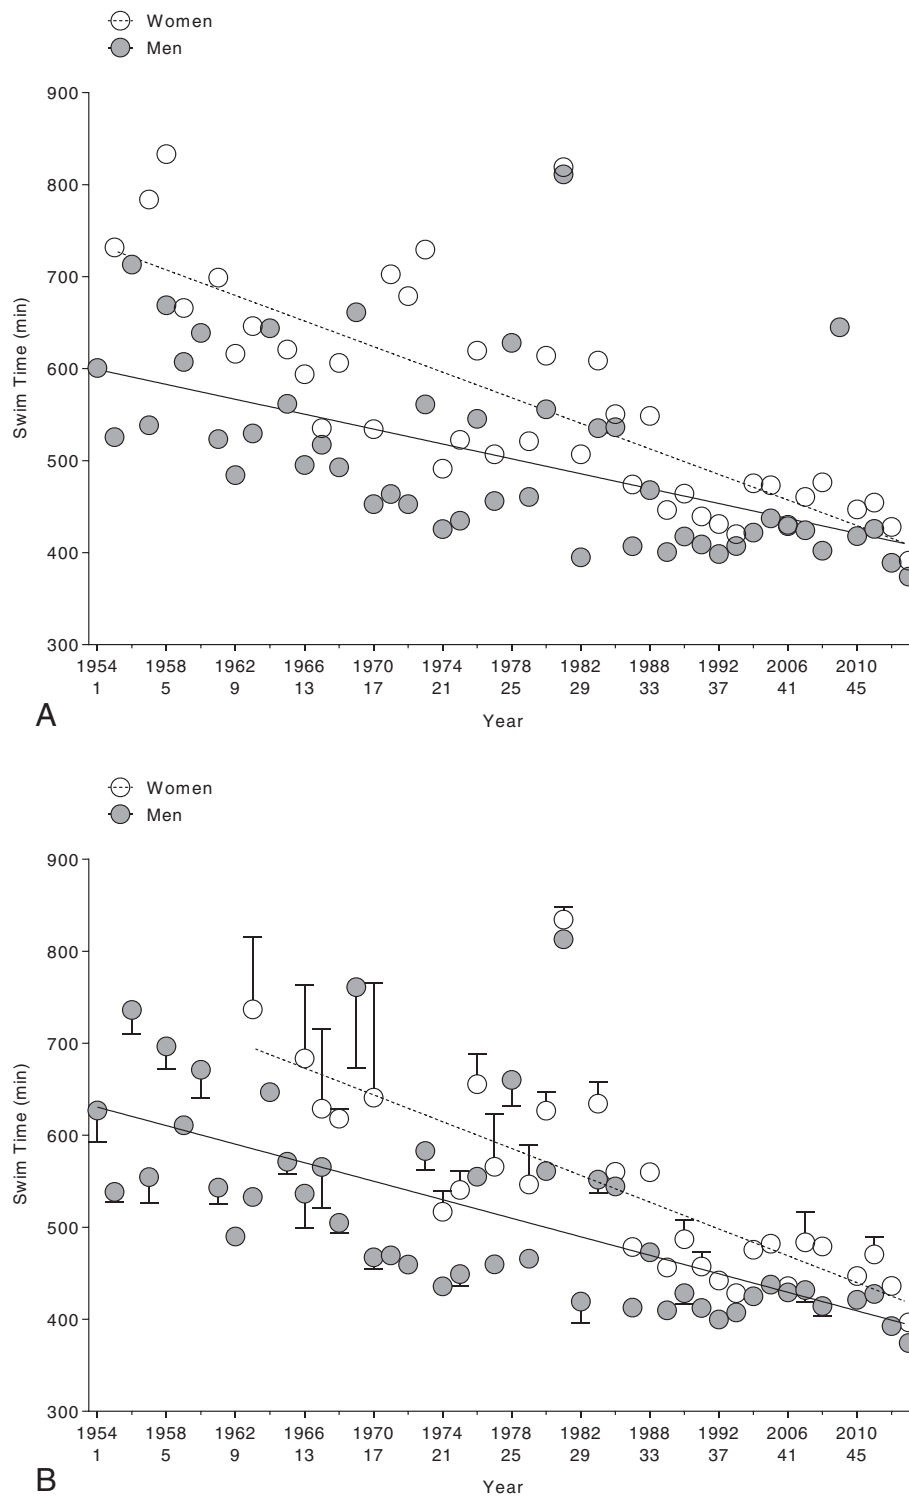 Women
Men
900
800
700
600
500
400
300
Swim Time (min)
1954 1958 1962 1966 1970 1974 1978 1982 1988 1992 2006 2010
1 5 9 13 17 21 25 29 33 37 41 45
Year
A
Women
Men
900
800
700
600
500
400
300
Swim Time (min)
1954 1958 1962 1966 1970 1974 1978 1982 1988 1992 2006 2010
1 5 9 13 17 21 25 29 33 37 41 45
Year
B